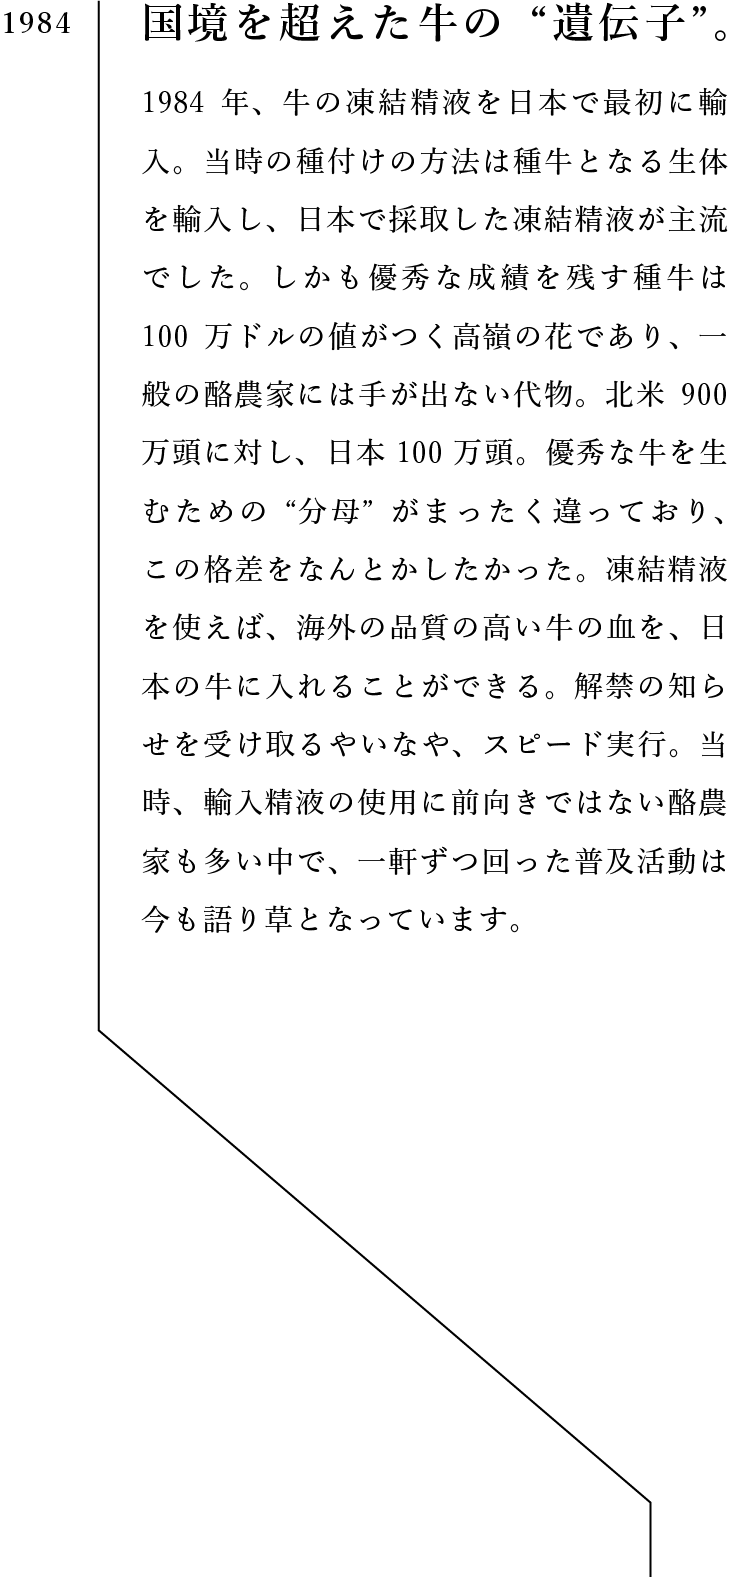 1984
国境を超えた牛の“遺伝子”。
1984 年、牛の凍結精液を日本で最初に輸
入。当時の種付けの方法は種牛となる生体
を輸入し、日本で採取した凍結精液が主流
でした。しかも優秀な成績を残す種牛は
100 万ドルの値がつく高嶺の花であり、一
般の酪農家には手が出ない代物。北米 900
万頭に対し、日本 100 万頭。優秀な牛を生
むための“分母”がまったく違っており、
この格差をなんとかしたかった。凍結精液
を使えば、海外の品質の高い牛の血を、日
本の牛に入れることができる。解禁の知ら
せを受け取るやいなや、スピード実行。当
時、輸入精液の使用に前向きではない酪農
家も多い中で、一軒ずつ回った普及活動は
今も語り草となっています。